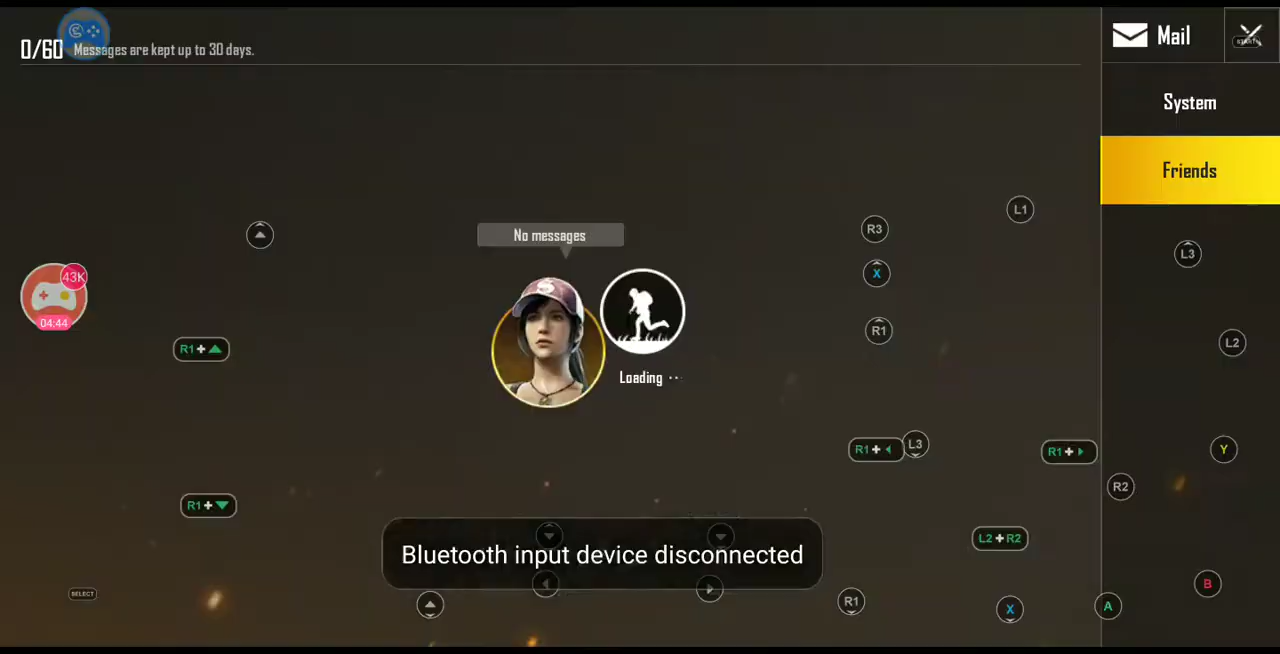 0/60 Messages are kept up to 30 days.
Mail
START
System
Friends
L1
No messages
R3
L3
X
43K
04:44
R1
L2
R1+
Loading ··
R1+
L3
R1+
Y
R2
R1+
L2+R2
Bluetooth input device disconnected
B
SELECT
R1
X
A